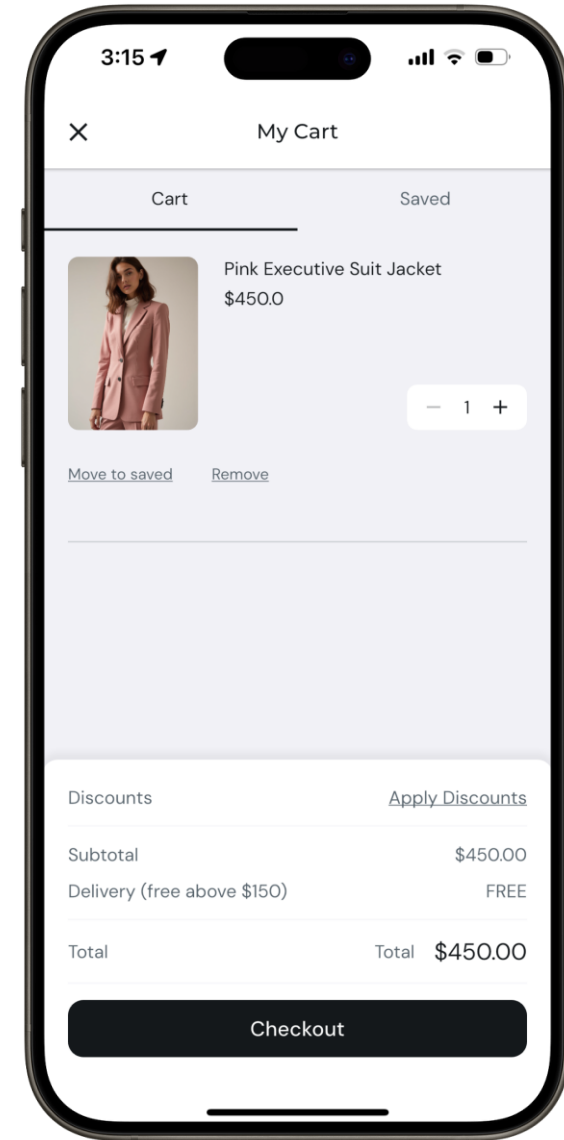 3:15
My Cart
Cart Saved
Pink Executive Suit Jacket
$450.0
1
Move to saved Remove
Discounts Apply Discounts
Subtotal $450.00
Delivery (free above $150) FREE
Total Total $450.00
Checkout